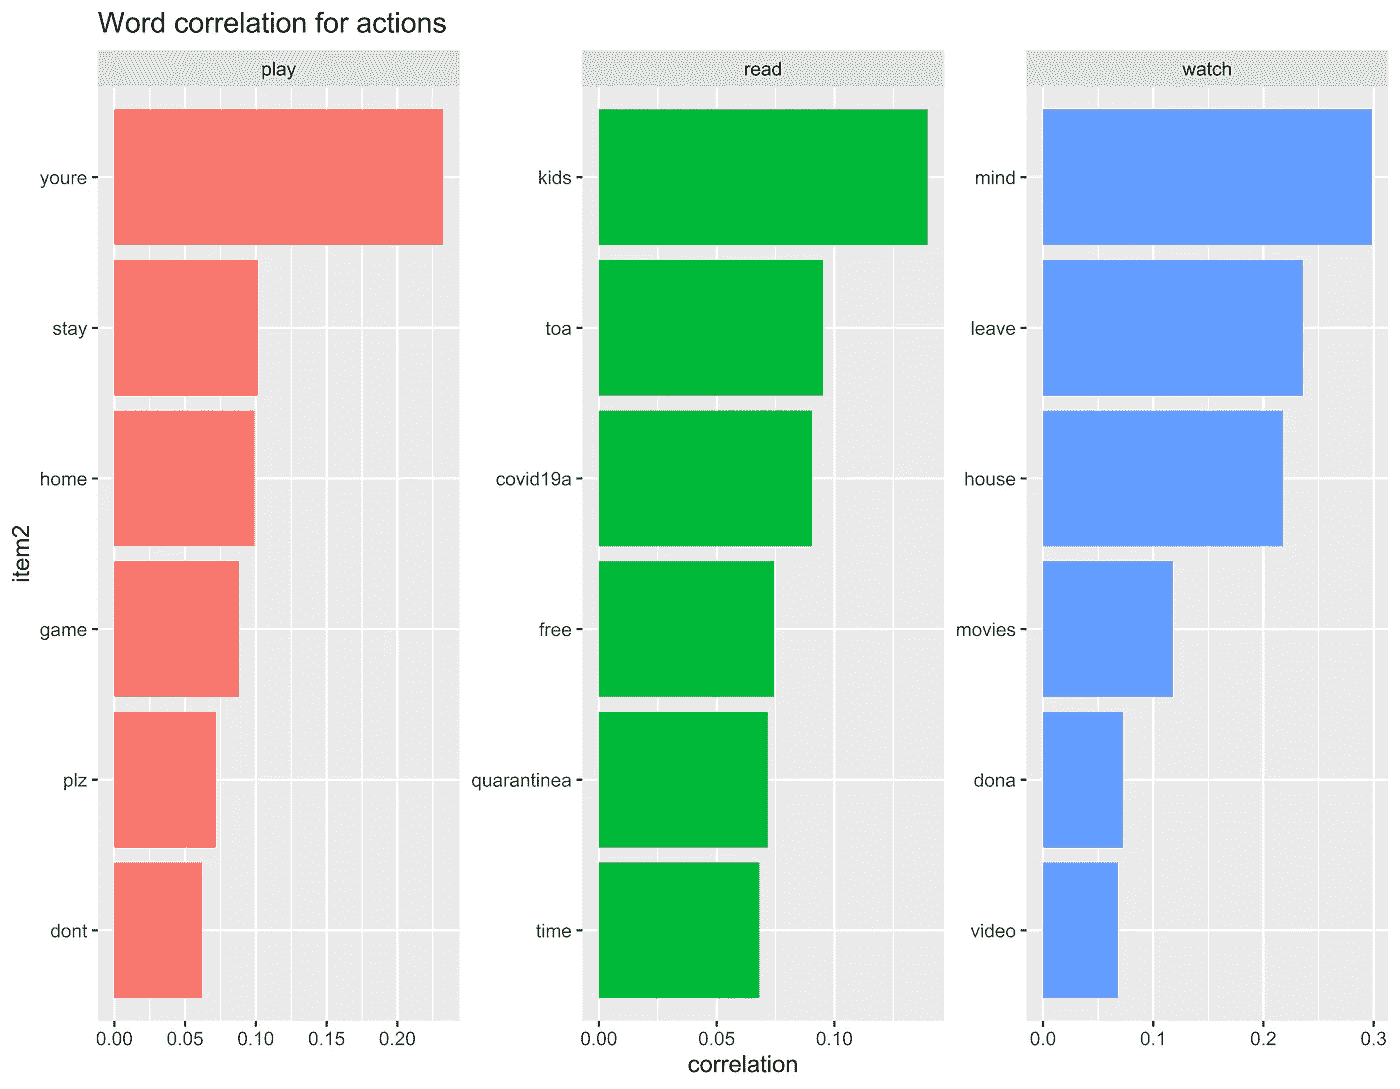 Word correlation for actions
play
read
watch
item2
youre
stay
home
game
plz
dont
0.00 0.05 0.10 0.15 0.20
kids
toa
covid19a
free
quarantinea
time
0.00 0.05 0.10
mind
leave
house
movies
dona
video
0.0 0.1 0.2 0.3
correlation